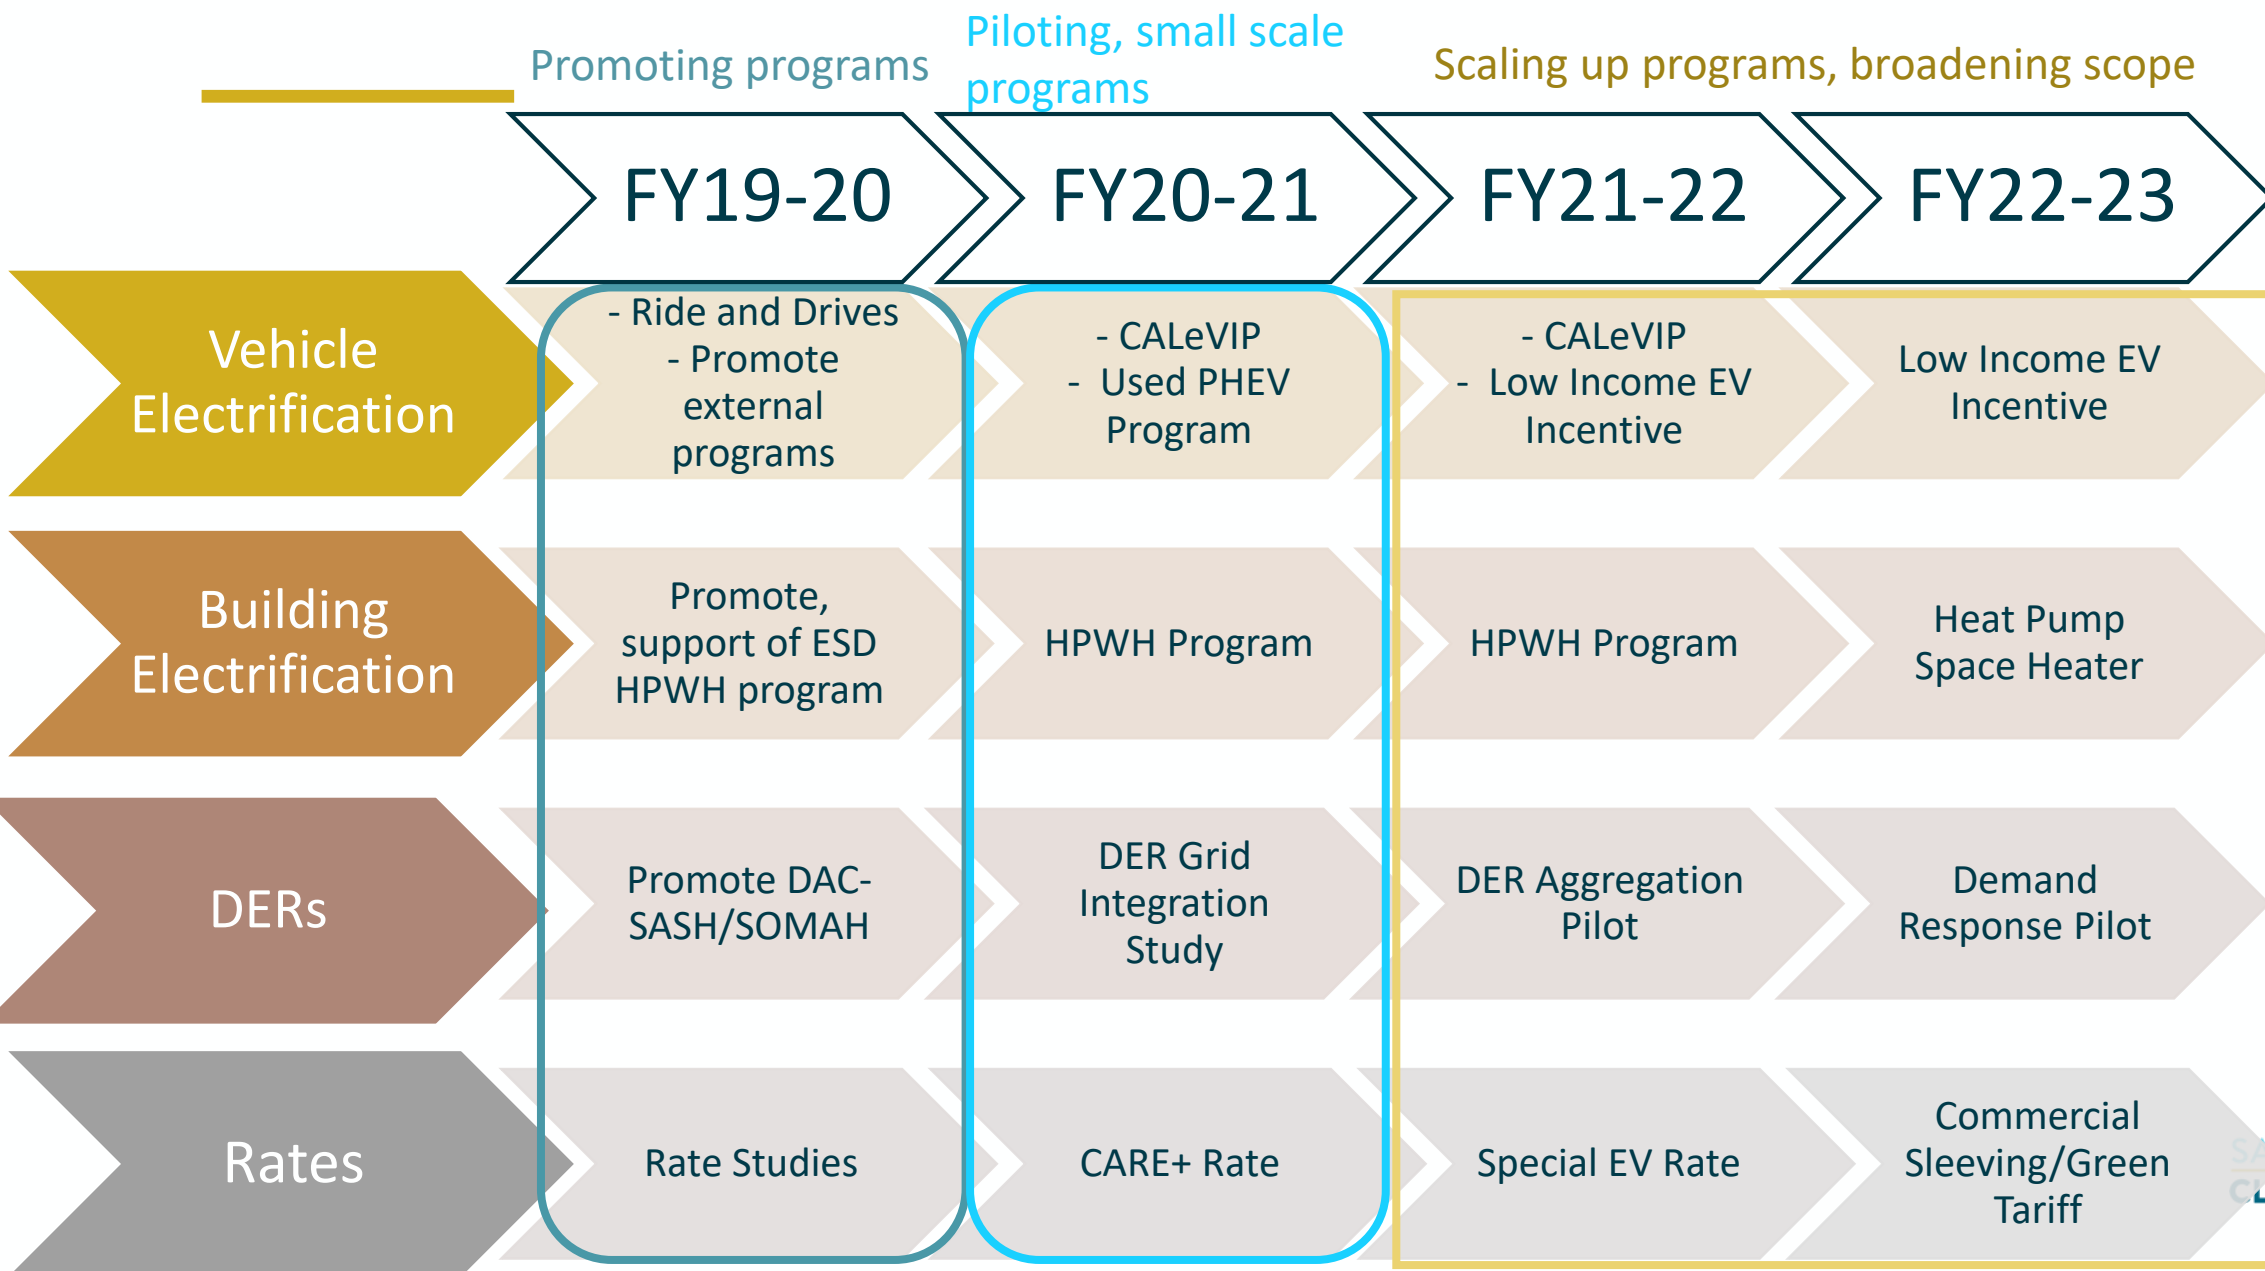 Promoting programs
Piloting, small scale
programs
Scaling up programs, broadening scope
FY19-20
FY20-21
FY21-22
FY22-23
Vehicle
Electrification
- Ride and Drives
- Promote
external
programs
- CALeVIP
- Used PHEV
Program
- CALeVIP
- Low Income EV
Incentive
Low Income EV
Incentive
Building
Electrification
Promote,
support of ESD
HPWH program
HPWH Program
HPWH Program
Heat Pump
Space Heater
DERs
Promote DAC-
SASH/SOMAH
DER Grid
Integration
Study
DER Aggregation
Pilot
Demand
Response Pilot
Rates
Rate Studies
CARE+ Rate
Special EV Rate
Commercial
Sleeving/Green
Tariff